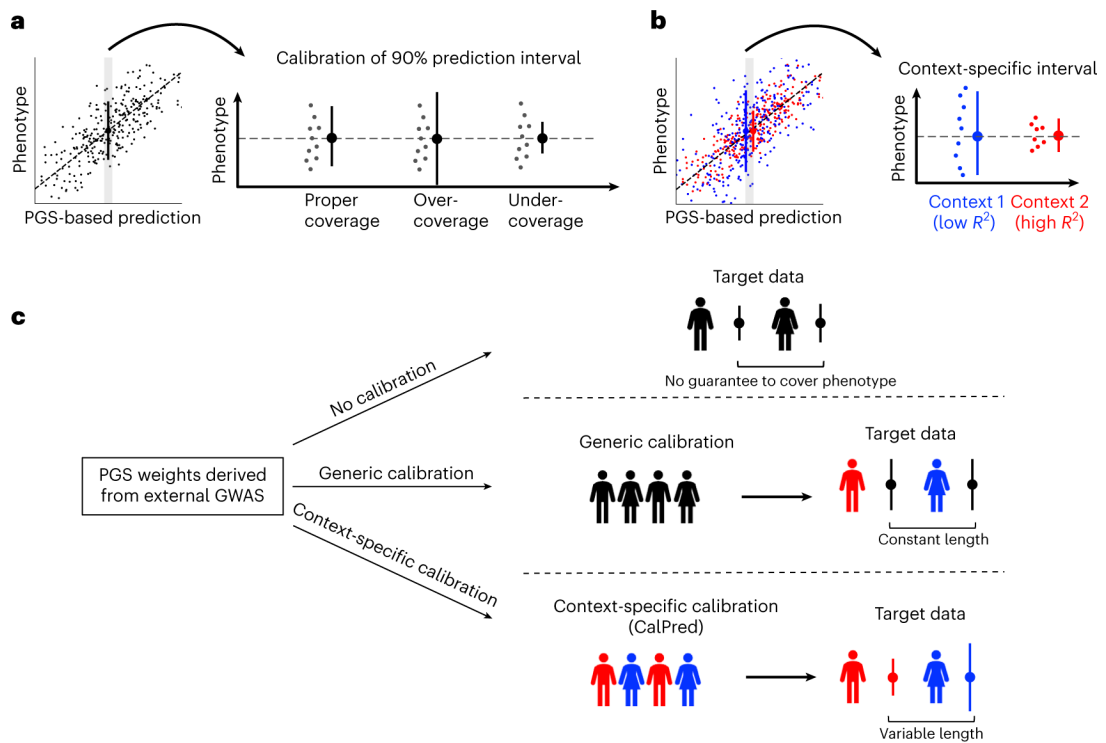 a
Calibration of 90% prediction interval
Phenotype
PGS-based prediction
Phenotype
Proper
coverage
Over-
coverage
Under-
coverage
b
Context-specific interval
Phenotype
PGS-based prediction
Phenotype
Context 1
(low R²)
Context 2
(high R²)
c
PGS weights derived
from external GWAS
No calibration
Generic calibration
Context-specific calibration
Target data
No guarantee to cover phenotype
Generic calibration
Target data
Constant length
Context-specific calibration
(CalPred)
Target data
Variable length